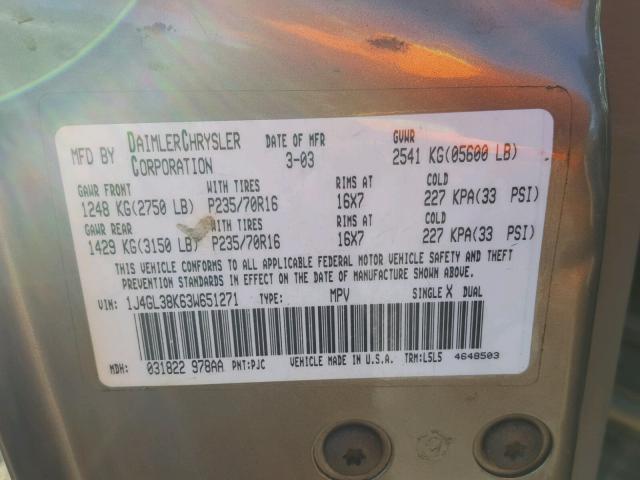 MFD BY DAIMLERCHRYSLER CORPORATION DATE OF MFR 3-03 GVWR 2541 KG(05600 LB)
GAWR FRONT WITH TIRES RIMS AT COLD
1248 KG(2750 LB) P235/70R16 16X7 227 KPA(33 PSI)
GAWR REAR WITH TIRES RIMS AT COLD
1429 KG(3150 LB) P235/70R16 16X7 227 KPA(33 PSI)
THIS VEHICLE CONFORMS TO ALL APPLICABLE FEDERAL MOTOR VEHICLE SAFETY AND THEFT
PREVENTION STANDARDS IN EFFECT ON THE DATE OF MANUFACTURE SHOWN ABOVE.
VIN: 1J4GL38K63W651271 TYPE: MPV SINGLE X DUAL
MDH: 031822 978AA PNT:PJC VEHICLE MADE IN U.S.A. TRM:L5L5 4648503